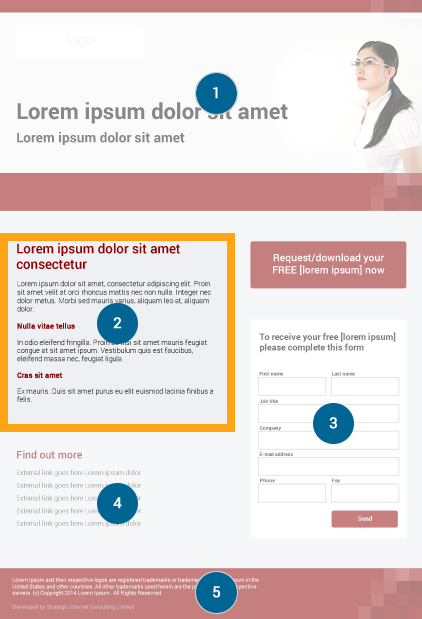 logo
1
Lorem ipsum dolor sit amet
Lorem ipsum dolor sit amet
Lorem ipsum dolor sit amet
consectetur
Lorem ipsum dolor sit amet, consectetur adipiscing elit. Proin
sit amet velit at orci rhoncus mattis nec non nulla. Integer nec
dolor metus. Morbi sed mauris varius, aliquam leo at, aliquam
dolor.
Nulla vitae tellus
2
In odio eleifend fringilla. Proin eu nisi sit amet mauris feugiat
congue at sit amet ipsum. Vestibulum quis est faucibus,
eleifend massa nec, feugiat ligula.
Cras sit amet
Ex mauris. Duis sit amet purus eu elit euismod lacinia finibus a
felis.
Request/download your
FREE [lorem ipsum] now
To receive your free [lorem ipsum]
please complete this form
First name Last name
Job title
3
Company
E-mail address
Phone Fax
Send
Find out more
External link goes here Lorem ipsum dolor
External link goes here Lorem ipsum dolor
External link goes here Lorem ipsum dolor
4
External link goes here Lorem ipsum dolor
External link goes here Lorem ipsum dolor
Lorem Ipsum and their respective logos are registered trademarks or trademarks ipsum in the
United States and other countries. All other trademarks used herein are the respective
owners. (c) Copyright 2014 Lorem Ipsum. All Rights Reserved.
5
Developed by Strategic Internet Consulting Limited